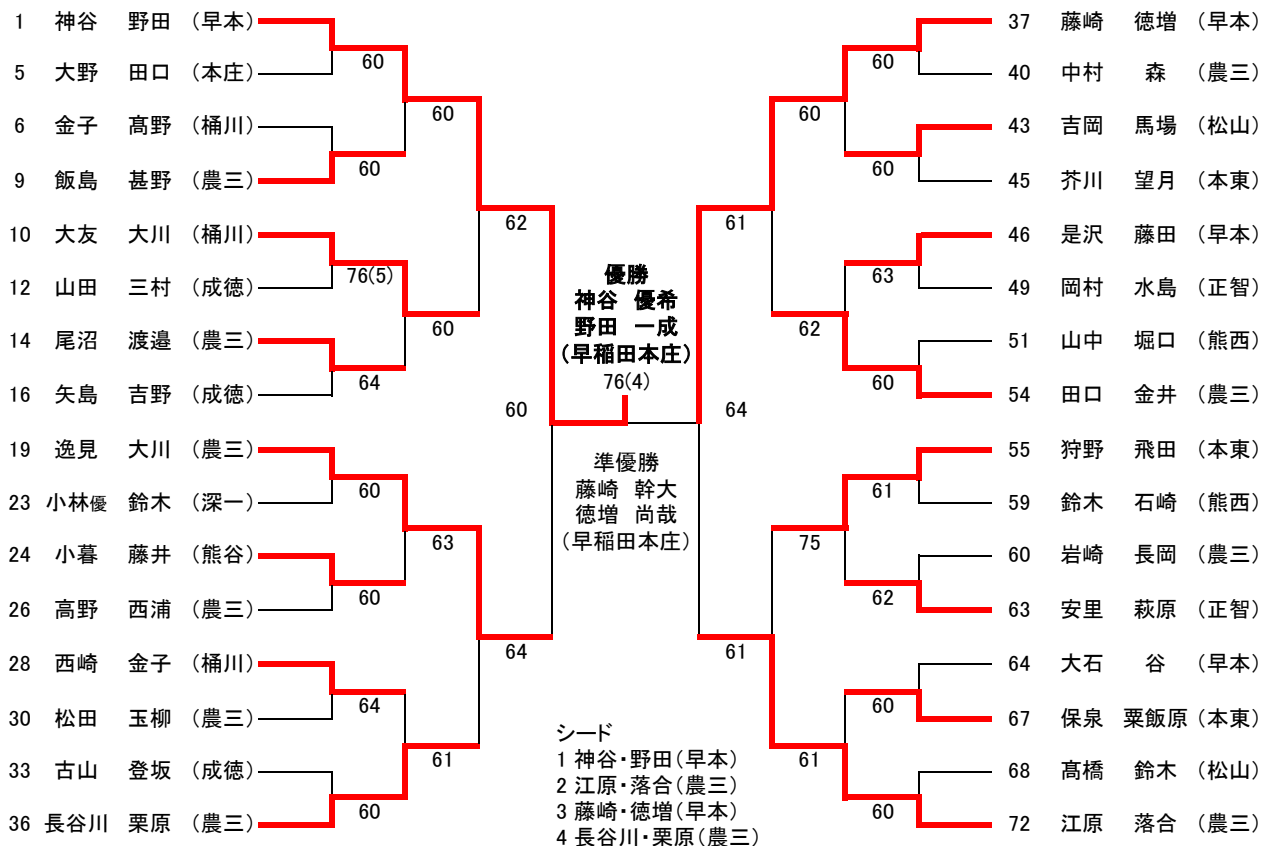 1 神谷 野田 (早本)
60
5 大野 田口 (本庄)
60
6 金子 髙野 (桶川)
60
9 飯島 甚野 (農三)
62
10 大友 大川 (桶川)
76(5)
12 山田 三村 (成徳)
60
14 尾沼 渡邉 (農三)
64
16 矢島 吉野 (成徳)
60
19 逸見 大川 (農三)
60
23 小林優 鈴木 (深一)
63
24 小暮 藤井 (熊谷)
60
26 高野 西浦 (農三)
64
28 西崎 金子 (桶川)
64
30 松田 玉柳 (農三)
61
33 古山 登坂 (成徳)
60
36 長谷川 栗原 (農三)
優勝
神谷 優希
野田 一成
(早稲田本庄)
76(4)
準優勝
藤崎 幹大
徳増 尚哉
(早稲田本庄)
シード
1 神谷・野田(早本)
2 江原・落合(農三)
3 藤崎・徳増(早本)
4 長谷川・栗原(農三)
37 藤崎 徳増 (早本)
60
40 中村 森 (農三)
60
43 吉岡 馬場 (松山)
60
45 芥川 望月 (本東)
61
46 是沢 藤田 (早本)
63
49 岡村 水島 (正智)
62
51 山中 堀口 (熊西)
60
54 田口 金井 (農三)
64
55 狩野 飛田 (本東)
61
59 鈴木 石崎 (熊西)
75
60 岩崎 長岡 (農三)
62
63 安里 萩原 (正智)
61
64 大石 谷 (早本)
60
67 保泉 粟飯原 (本東)
61
68 髙橋 鈴木 (松山)
60
72 江原 落合 (農三)